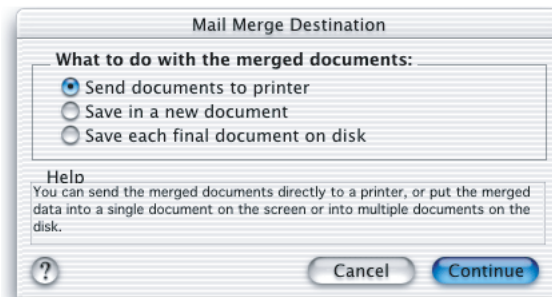 Mail Merge Destination
What to do with the merged documents:
Send documents to printer
Save in a new document
Save each final document on disk
Help
You can send the merged documents directly to a printer, or put the merged
data into a single document on the screen or into multiple documents on the
disk.
? Cancel Continue